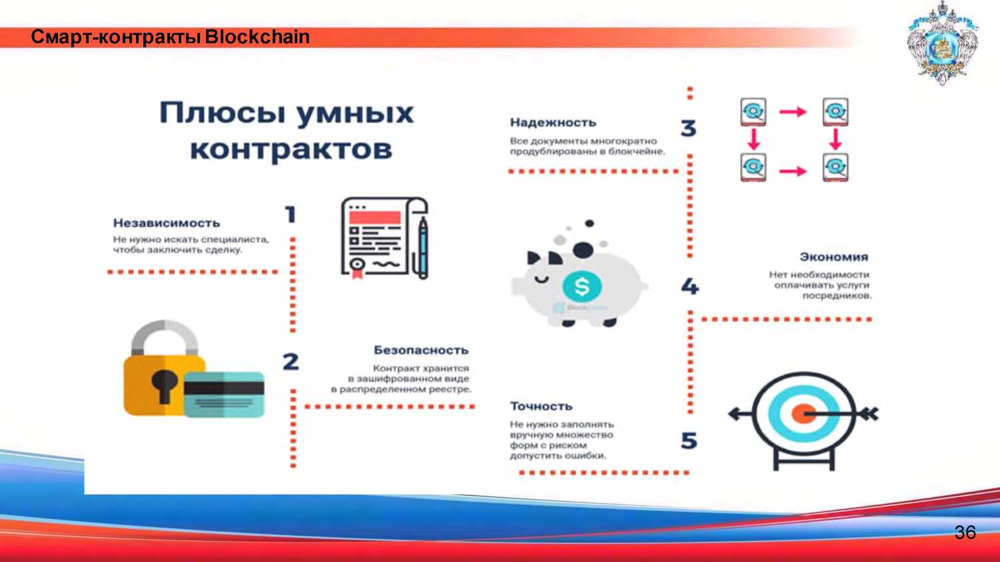 Смарт-контракты Blockchain
Плюсы умных
контрактов
1
Независимость
Не нужно искать специалиста,
чтобы заключить сделку.
2
Безопасность
Контракт хранится
в зашифрованном виде
в распределенном реестре.
3
Надежность
Все документы многократно
продублированы в блокчейне.
4
Экономия
Нет необходимости
оплачивать услуги
посредников.
$
5
Точность
Не нужно заполнять
вручную множество
форм с риском
допустить ошибки.
36